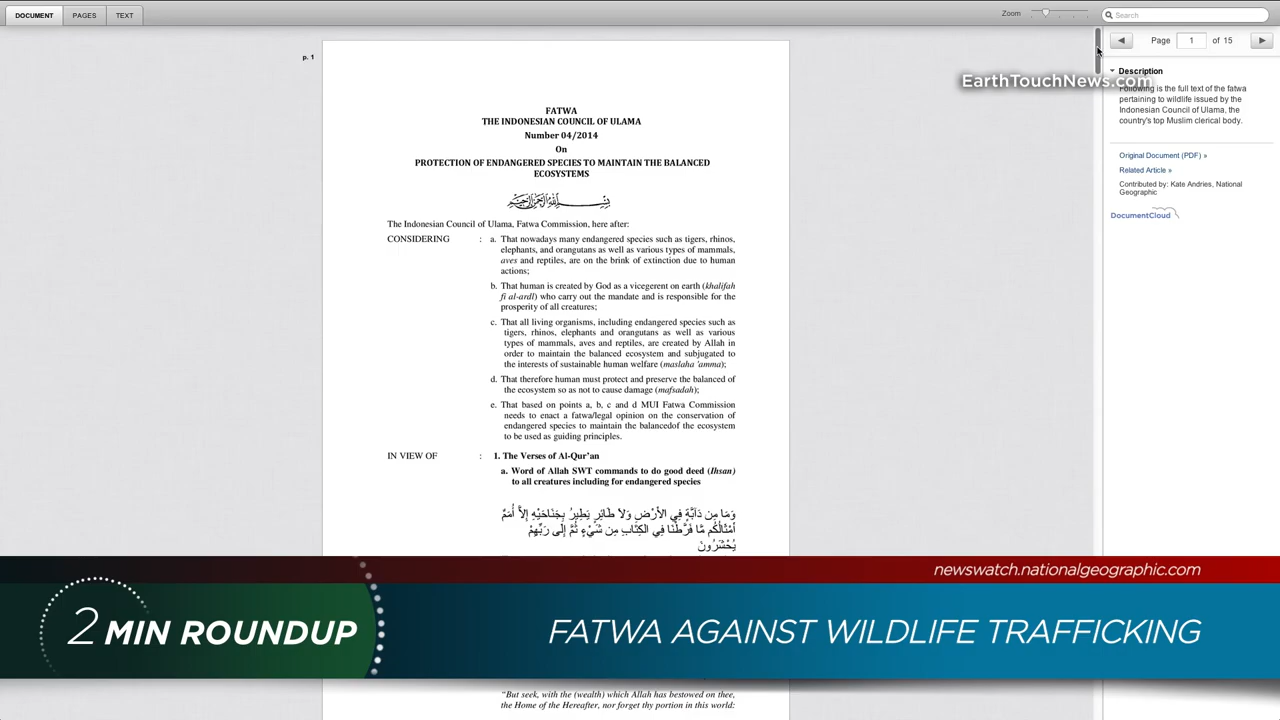 DOCUMENT
PAGES
TEXT
Zoom
Search
p. 1
Page 1 of 15
EarthTouchNews.com
Description
Following is the full text of the fatwa
pertaining to wildlife issued by the
Indonesian Council of Ulama, the
country's top Muslim clerical body.
Original Document (PDF) »
Related Article »
Contributed by: Kate Andries, National
Geographic
DocumentCloud
FATWA
THE INDONESIAN COUNCIL OF ULAMA
Number 04/2014
On
PROTECTION OF ENDANGERED SPECIES TO MAINTAIN THE BALANCED
ECOSYSTEMS
بِسْمِ اللَّهِ الرَّحْمَنِ الرَّحِيمِ
The Indonesian Council of Ulama, Fatwa Commission, here after:
CONSIDERING : a. That nowadays many endangered species such as tigers, rhinos,
elephants, and orangutans as well as various types of mammals,
aves and reptiles, are on the brink of extinction due to human
actions;
b. That human is created by God as a vicegerent on earth (khalifah
fi al-ardl) who carry out the mandate and is responsible for the
prosperity of all creatures;
c. That all living organisms, including endangered species such as
tigers, rhinos, elephants and orangutans as well as various
types of mammals, aves and reptiles, are created by Allah in
order to maintain the balanced ecosystem and subjugated to
the interests of sustainable human welfare (maslaha 'amma);
d. That therefore human must protect and preserve the balanced of
the ecosystem so as not to cause damage (mafsadah);
e. That based on points a, b, c and d MUI Fatwa Commission
needs to enact a fatwa/legal opinion on the conservation of
endangered species to maintain the balancedof the ecosystem
to be used as guiding principles.
IN VIEW OF : 1. The Verses of Al-Qur'an
a. Word of Allah SWT commands to do good deed (Ihsan)
to all creatures including for endangered species
وَمَا مِن دَآبَّةٍ فِي الأَرْضِ وَلاَ طَائِرٍ يَطِيرُ بِجَنَاحَيْهِ إِلاَّ أُمَمٌ
أَمْثَالُكُم مَّا فَرَّطْنَا فِي الكِتَابِ مِن شَيْءٍ ثُمَّ إِلَى رَبِّهِمْ
يُحْشَرُونَ
newswatch.nationalgeographic.com
2 MIN ROUNDUP
FATWA AGAINST WILDLIFE TRAFFICKING
"But seek, with the (wealth) which Allah has bestowed on thee,
the Home of the Hereafter, nor forget thy portion in this world: